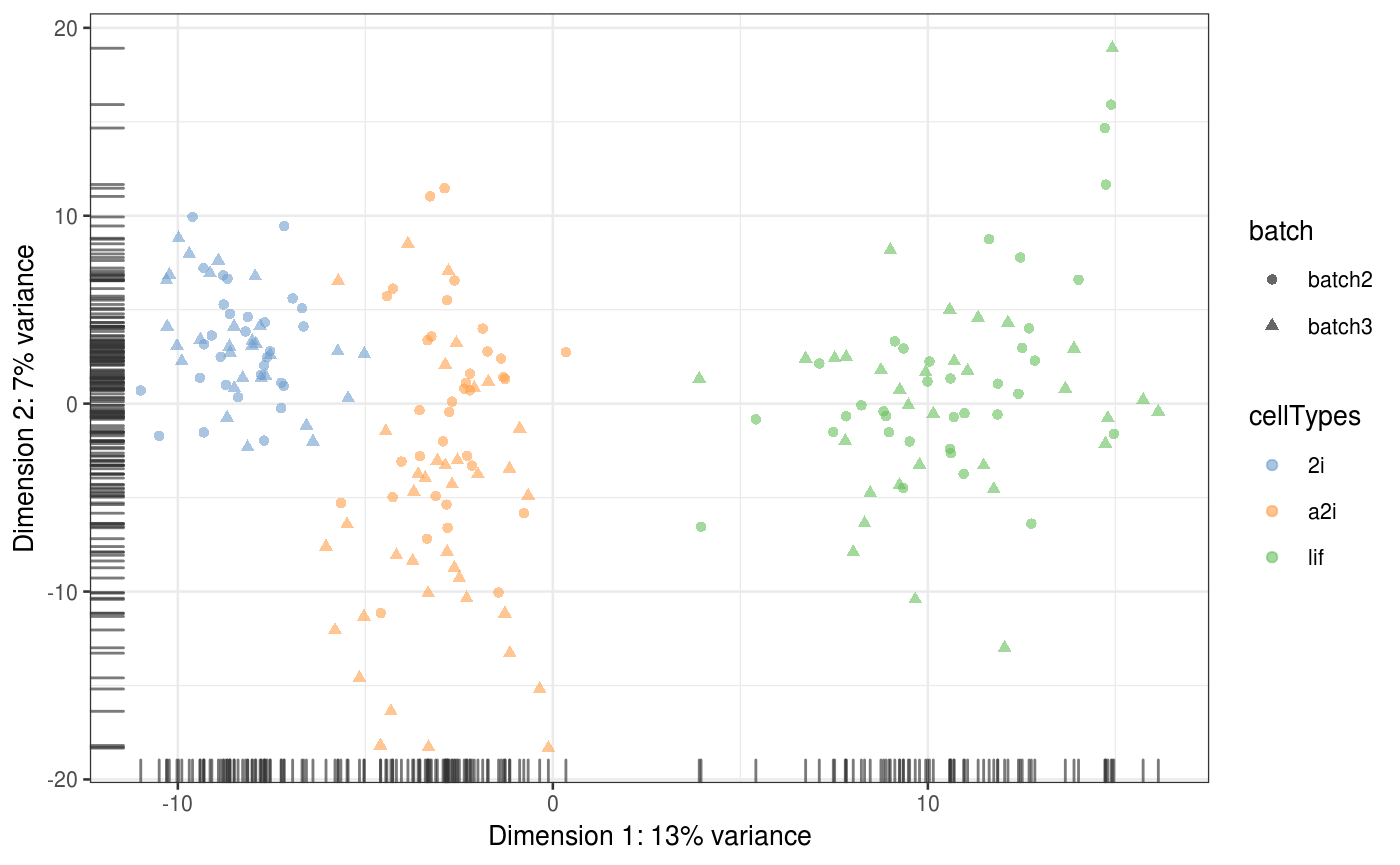 20
10
0
-10
-20
-10
0
10
Dimension 2: 7% variance
Dimension 1: 13% variance
batch
batch2
batch3
cellTypes
2i
a2i
lif